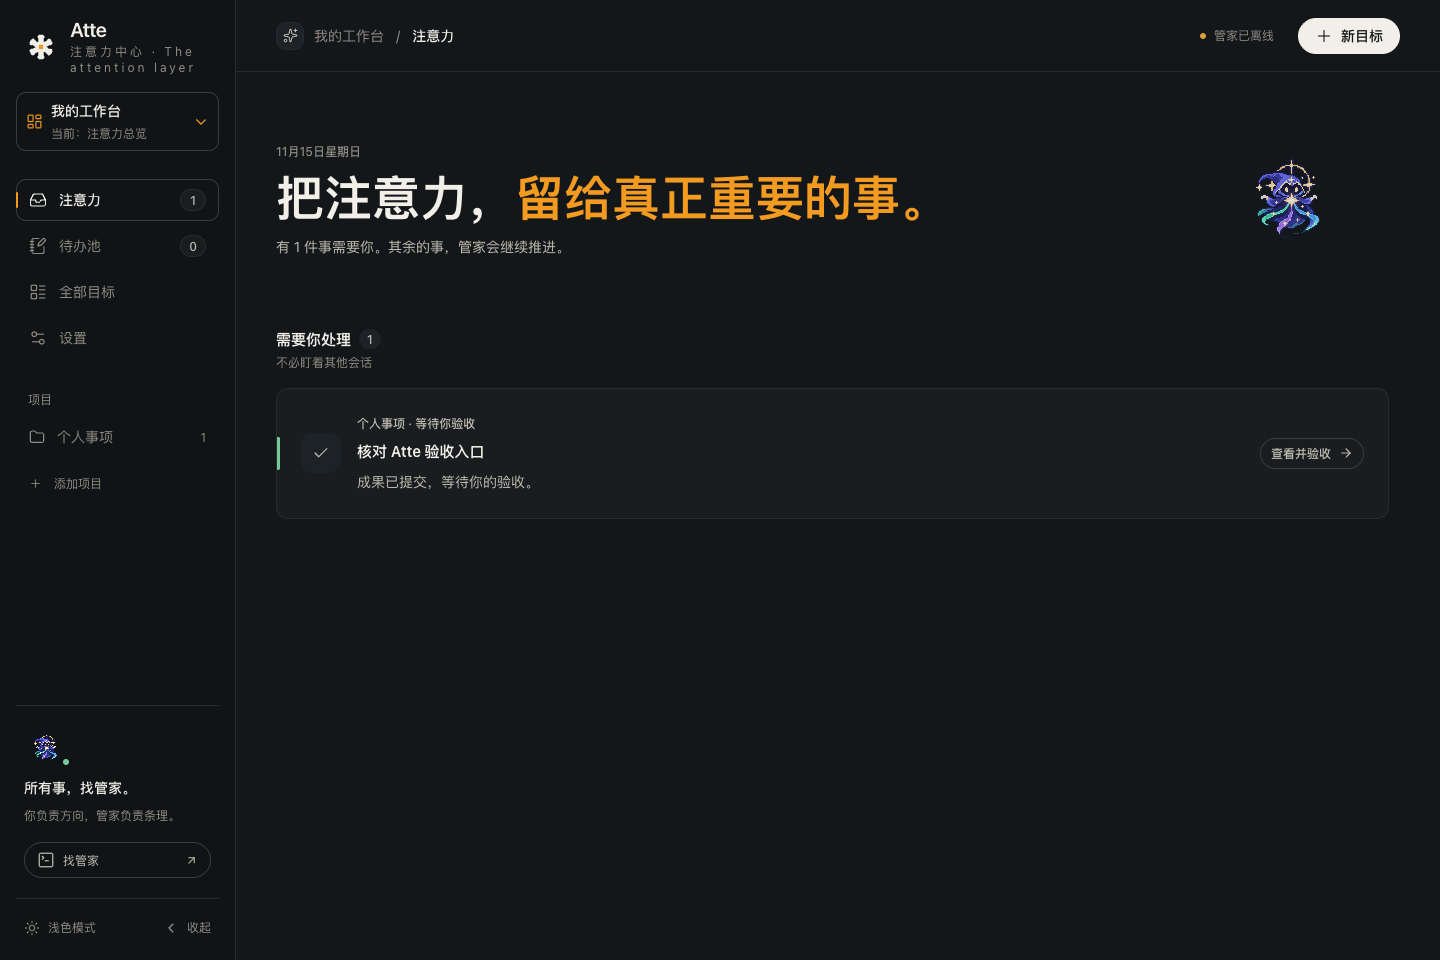 Atte
注意力中心 · The
attention layer
我的工作台
当前：注意力总览
注意力 1
待办池 0
全部目标
设置
项目
个人事项 1
添加项目
所有事，找管家。
你负责方向，管家负责条理。
找管家
浅色模式 收起
我的工作台 / 注意力
管家已离线
新目标
11月15日星期日
把注意力，留给真正重要的事。
有 1 件事需要你。其余的事，管家会继续推进。
需要你处理 1
不必盯着其他会话
个人事项 · 等待你验收
核对 Atte 验收入口
成果已提交，等待你的验收。
查看并验收